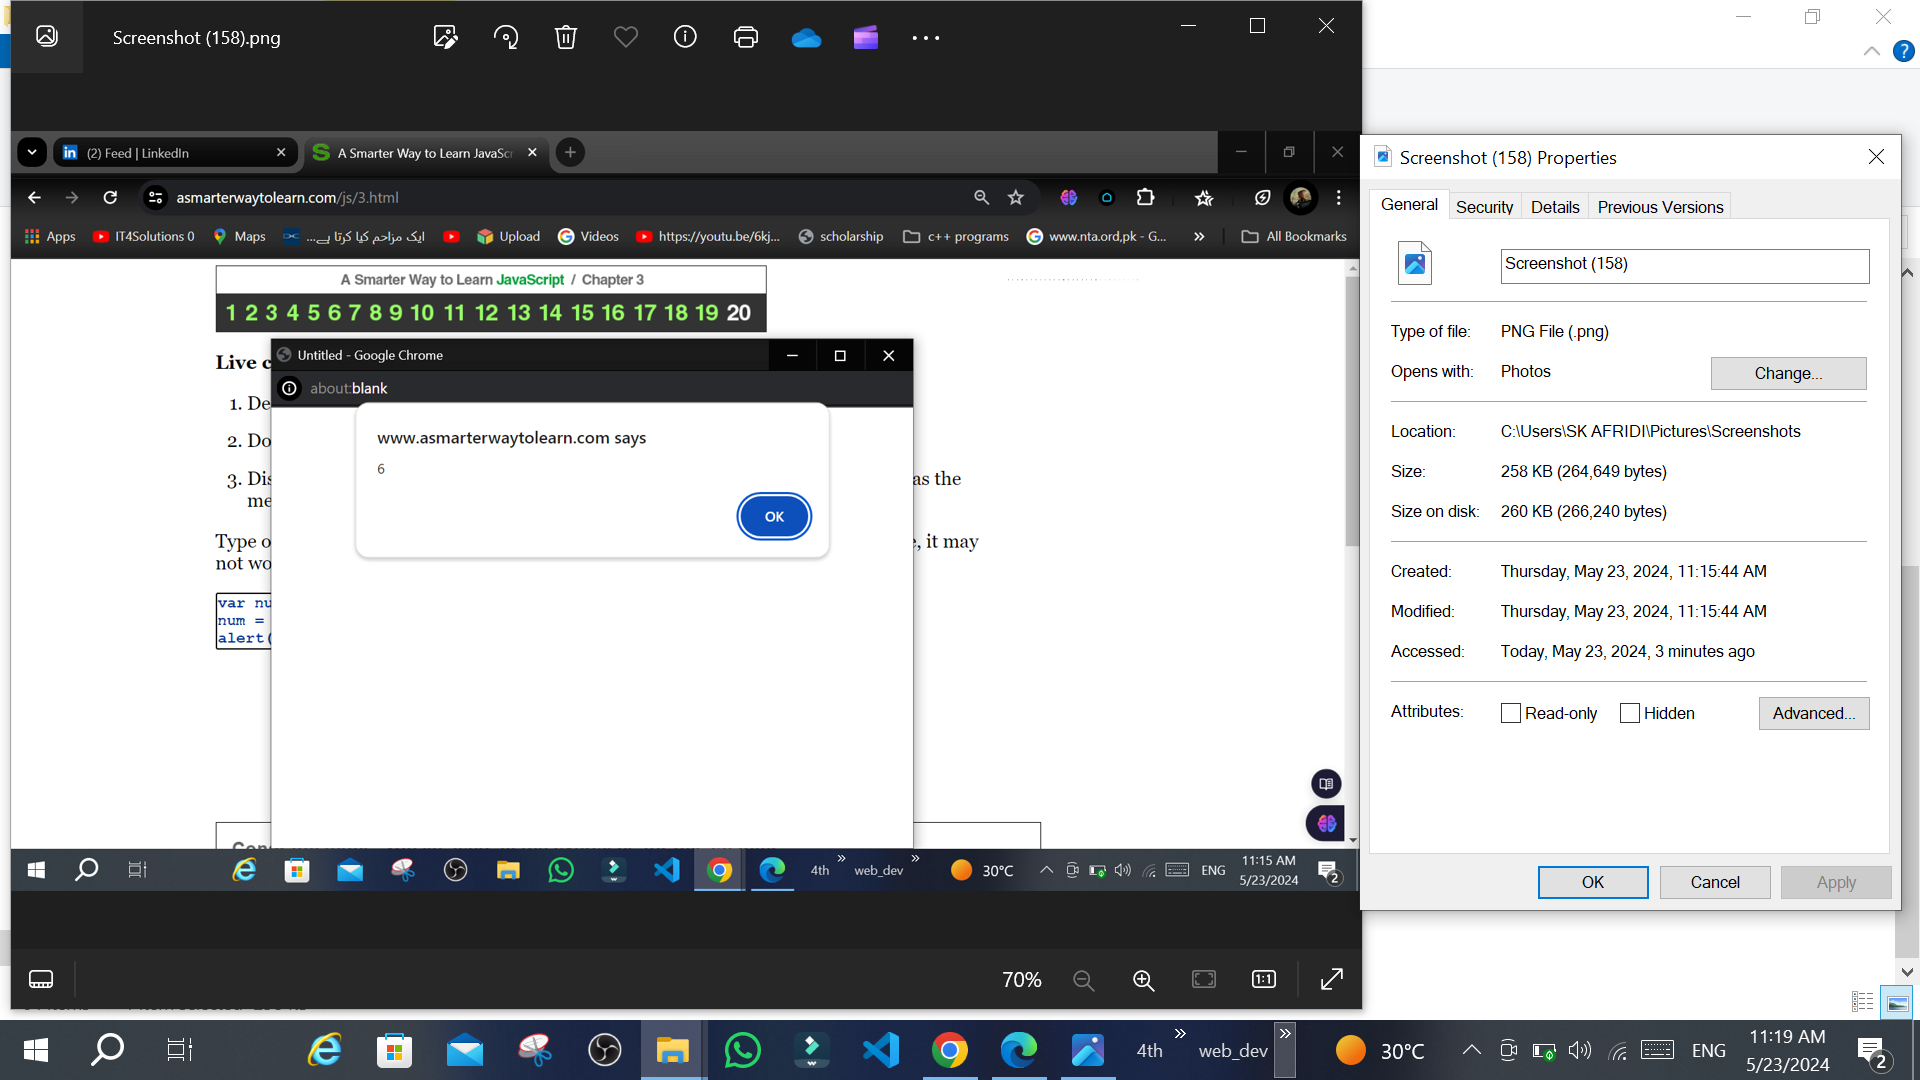 Screenshot (158).png
(2) Feed | LinkedIn
A Smarter Way to Learn JavaSc
asmarterwaytolearn.com/js/3.html
Apps
IT4Solutions 0
Maps
ایک مزاحم کیا کرتا ہے...
Upload
Videos
https://youtu.be/6kj...
scholarship
c++ programs
www.nta.ord,pk - G...
»
All Bookmarks
A Smarter Way to Learn JavaScript / Chapter 3
1 2 3 4 5 6 7 8 9 10 11 12 13 14 15 16 17 18 19 20
Live c
Untitled - Google Chrome
about:blank
1. De
2. Do
3. Dis
as the
me
Type o
, it may
not wo
var nu
num =
alert(
www.asmarterwaytolearn.com says
6
OK
4th
»
web_dev
»
30°C
ENG
11:15 AM
5/23/2024
2
70%
1:1
Screenshot (158) Properties
General
Security
Details
Previous Versions
Screenshot (158)
Type of file: PNG File (.png)
Opens with: Photos
Change...
Location: C:\Users\SK AFRIDI\Pictures\Screenshots
Size: 258 KB (264,649 bytes)
Size on disk: 260 KB (266,240 bytes)
Created: Thursday, May 23, 2024, 11:15:44 AM
Modified: Thursday, May 23, 2024, 11:15:44 AM
Accessed: Today, May 23, 2024, 3 minutes ago
Attributes:
Read-only
Hidden
Advanced...
OK
Cancel
Apply
4th
»
web_dev
»
30°C
ENG
11:19 AM
5/23/2024
2